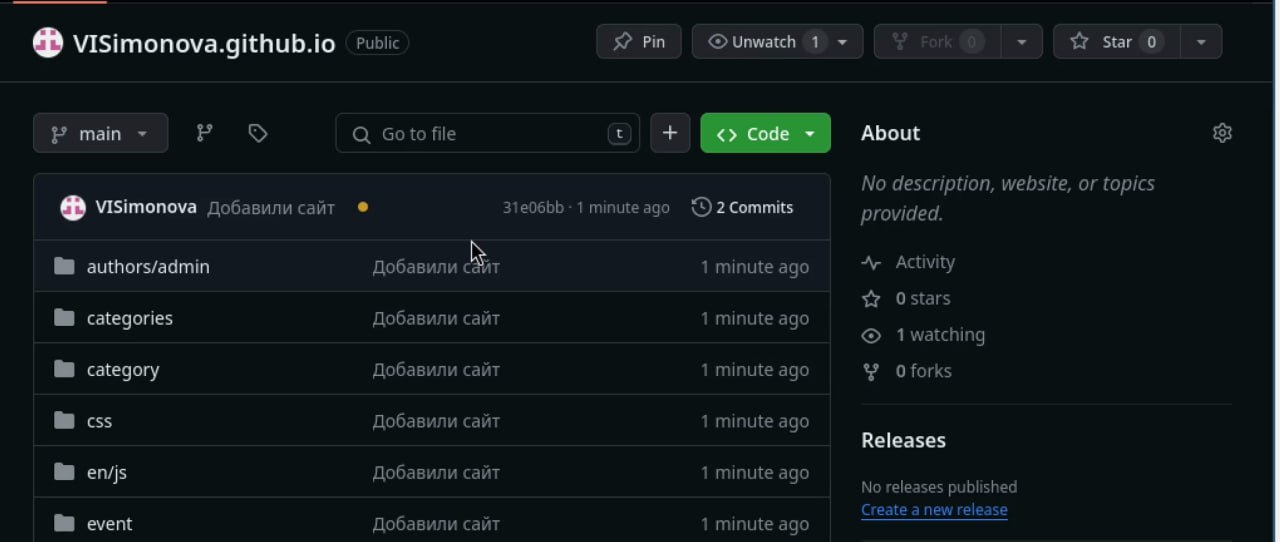 VISimonova.github.io Public Pin Unwatch 1 Fork 0 Star 0
main Go to file t + Code
VISimonova Добавили сайт 31e06bb · 1 minute ago 2 Commits
authors/admin Добавили сайт 1 minute ago
categories Добавили сайт 1 minute ago
category Добавили сайт 1 minute ago
css Добавили сайт 1 minute ago
en/js Добавили сайт 1 minute ago
event Добавили сайт 1 minute ago
About
No description, website, or topics
provided.
Activity
0 stars
1 watching
0 forks
Releases
No releases published
Create a new release